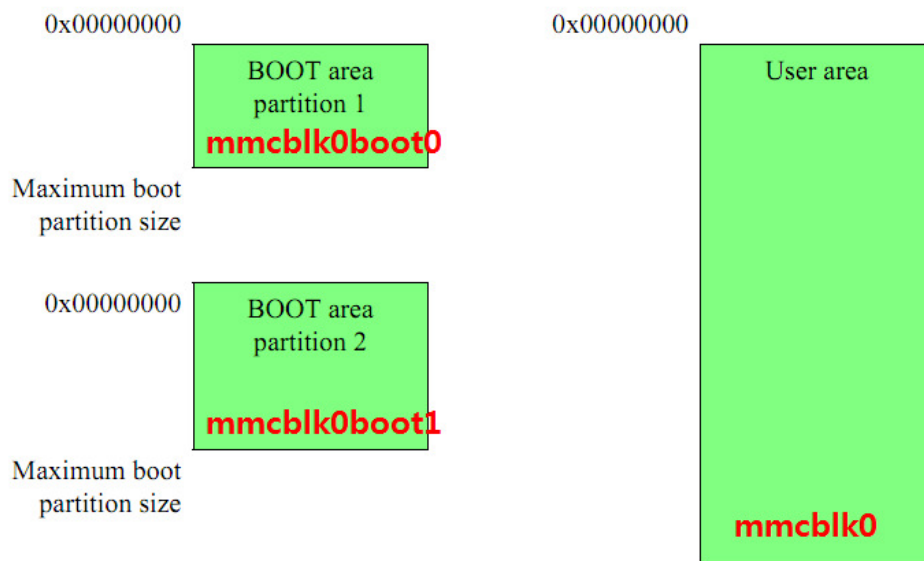 0x00000000
BOOT area
partition 1
mmcblk0boot0
Maximum boot
partition size
0x00000000
BOOT area
partition 2
mmcblk0boot1
Maximum boot
partition size
0x00000000
User area
mmcblk0